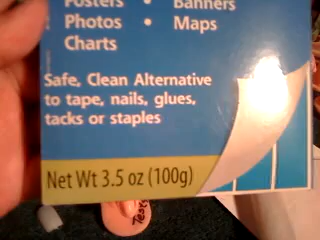 Posters • Banners
Photos • Maps
Charts
Safe, Clean Alternative
to tape, nails, glues,
tacks or staples
Net Wt 3.5 oz (100g)